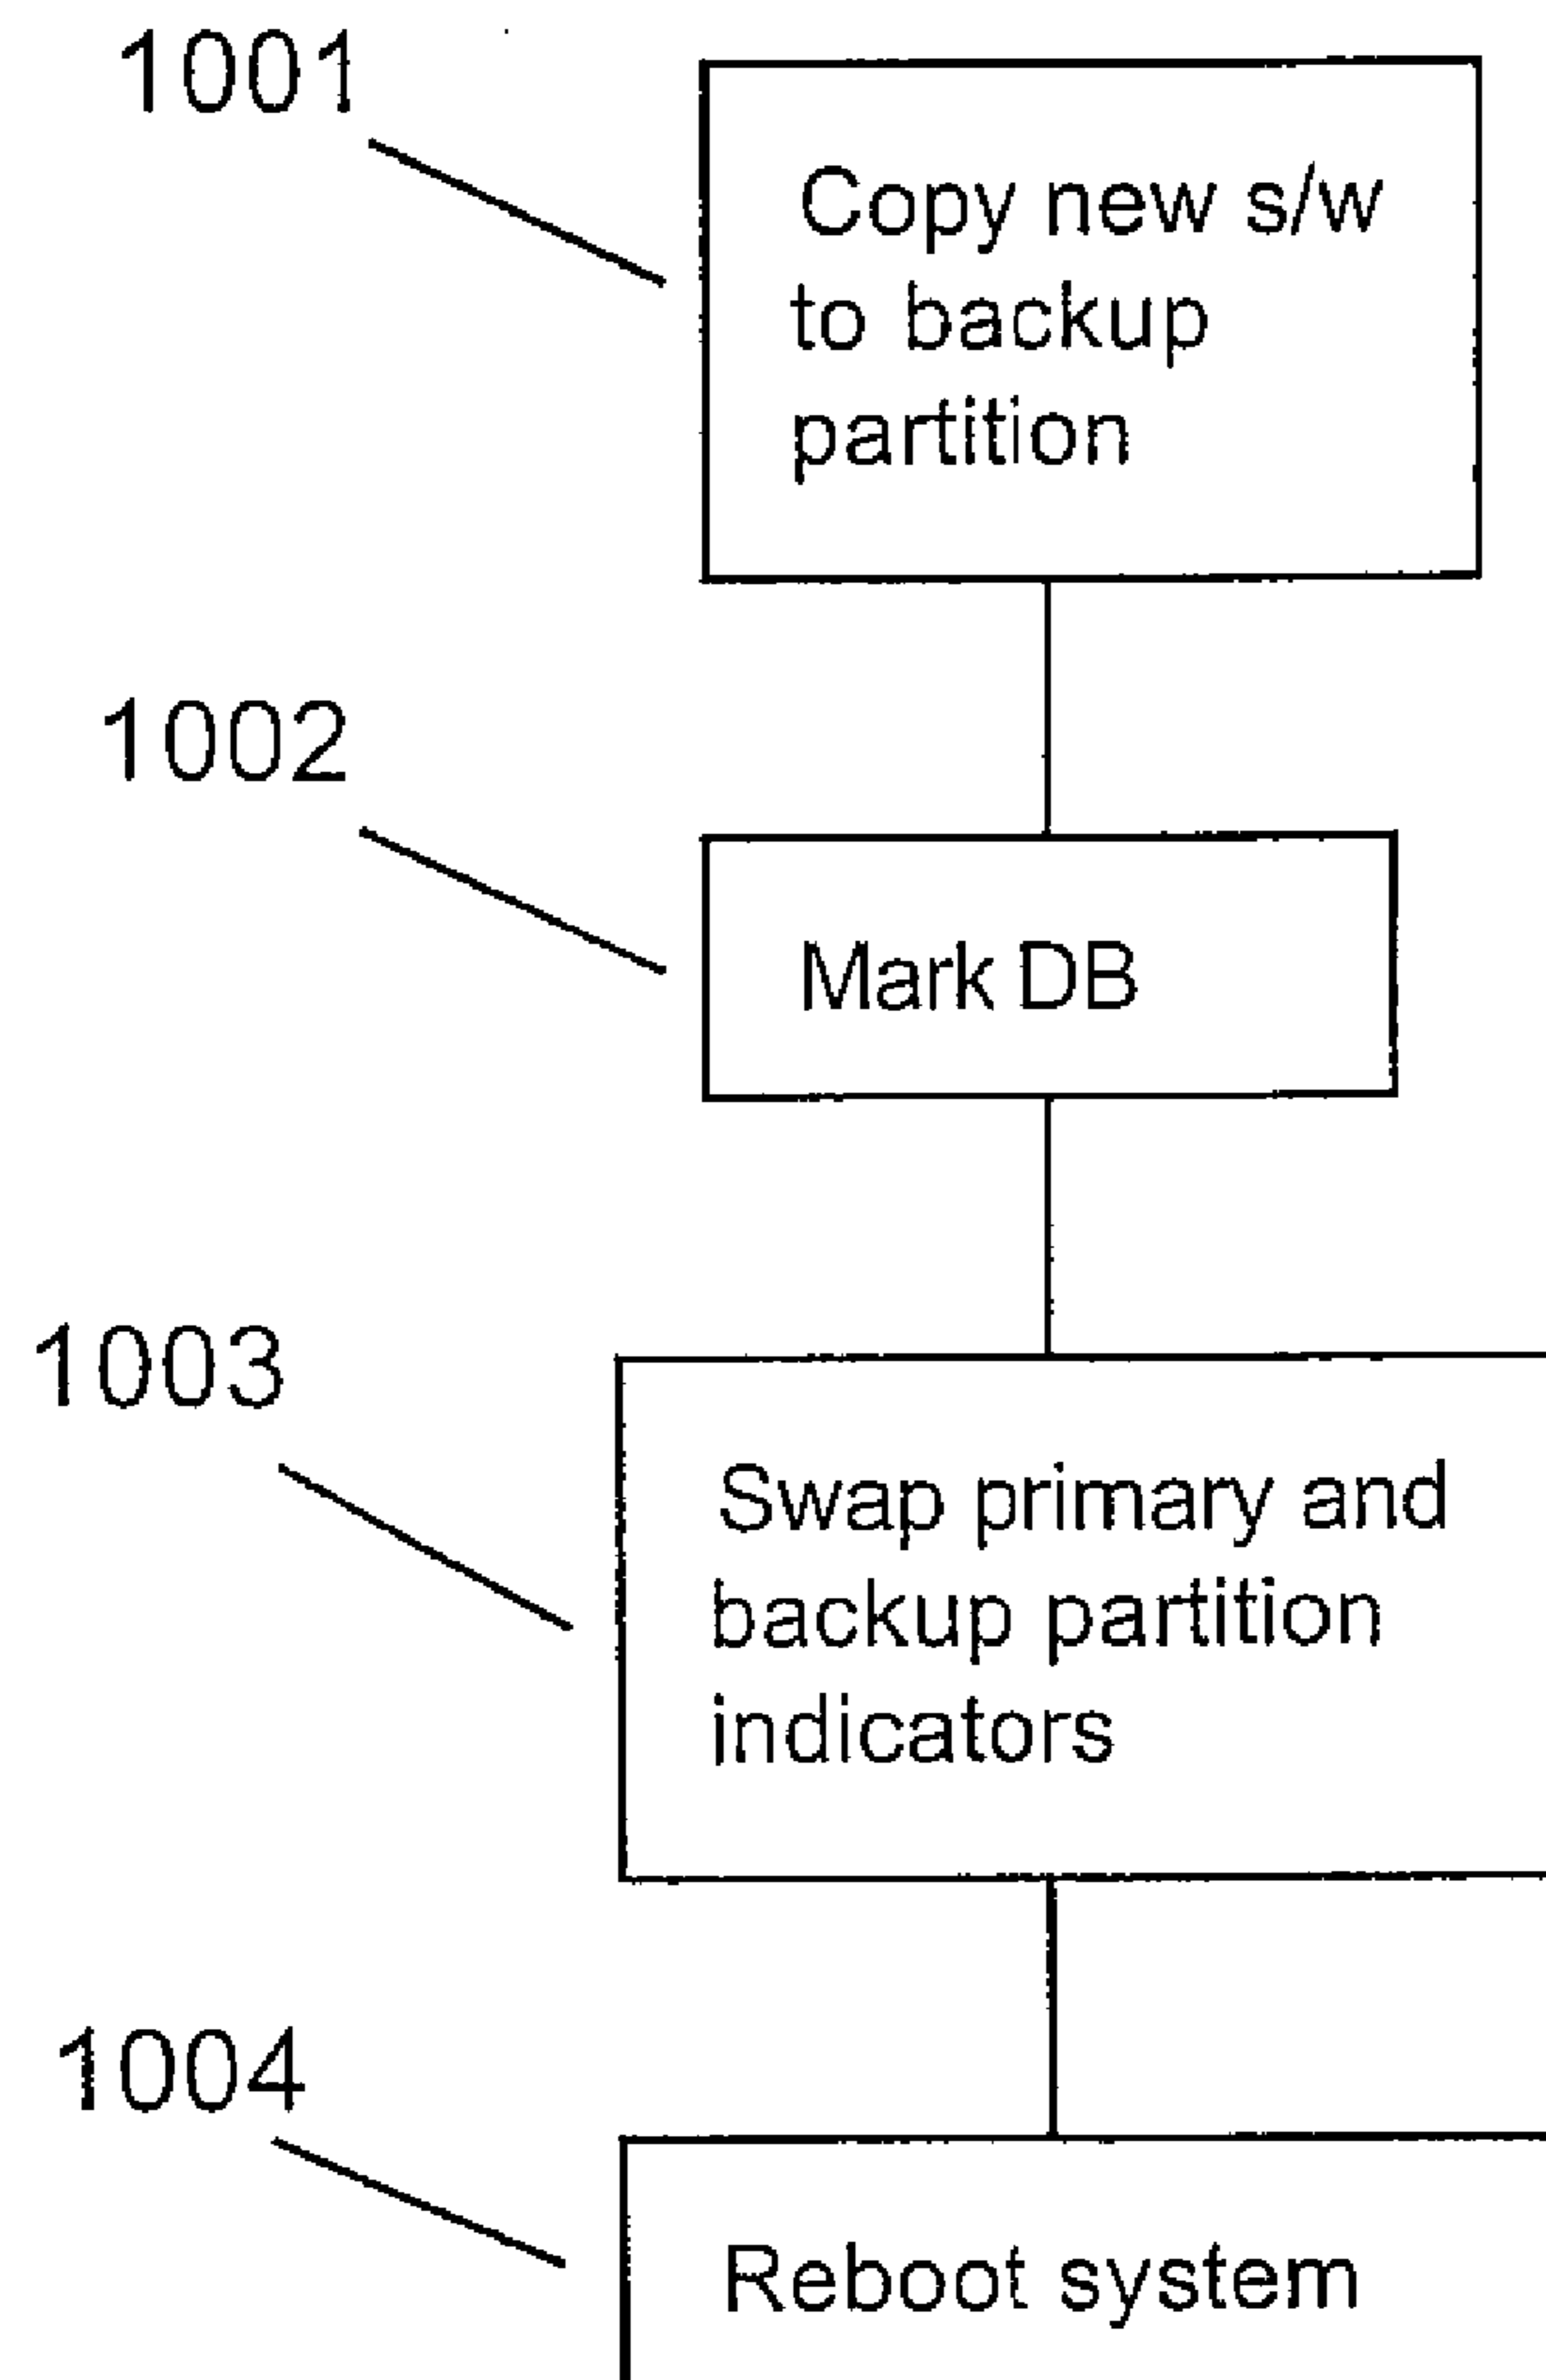 1001
Copy new s/w
to backup
partition
1002
Mark DB
1003
Swap primary and
backup partition
indicators
1004
Reboot system